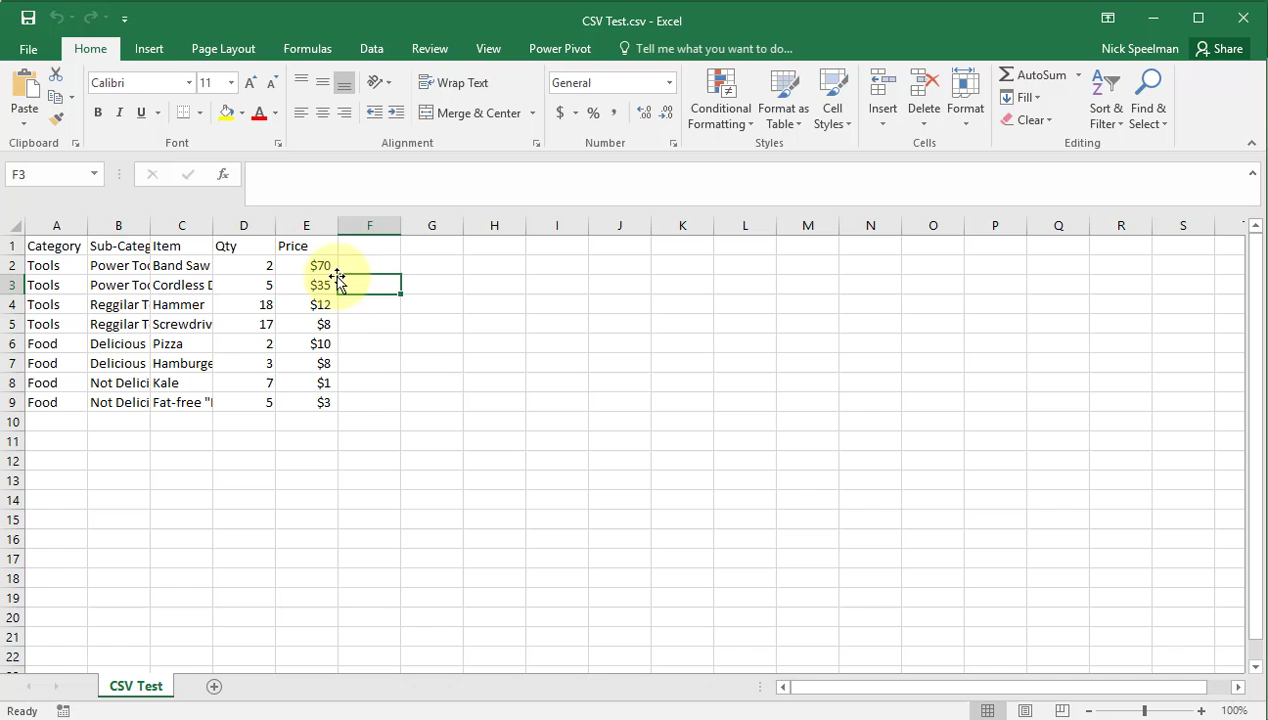 CSV Test.csv - Excel
File Home Insert Page Layout Formulas Data Review View Power Pivot Tell me what you want to do... Nick Speelman Share
Paste
Clipboard
Calibri 11
B I U A
Font
Wrap Text
Merge & Center
Alignment
General
$ % ,
Number
Conditional Formatting
Format as Table
Cell Styles
Styles
Insert
Delete
Format
Cells
AutoSum
Fill
Clear
Sort & Filter
Find & Select
Editing
F3 fx
A B C D E F G H I J K L M N O P Q R S
1 Category Sub-Categ Item Qty Price
2 Tools Power Too Band Saw 2 $70
3 Tools Power Too Cordless D 5 $35
4 Tools Reggilar T Hammer 18 $12
5 Tools Reggilar T Screwdriv 17 $8
6 Food Delicious Pizza 2 $10
7 Food Delicious Hamburge 3 $8
8 Food Not Delici Kale 7 $1
9 Food Not Delici Fat-free " 5 $3
10
11
12
13
14
15
16
17
18
19
20
21
22
CSV Test
Ready 100%